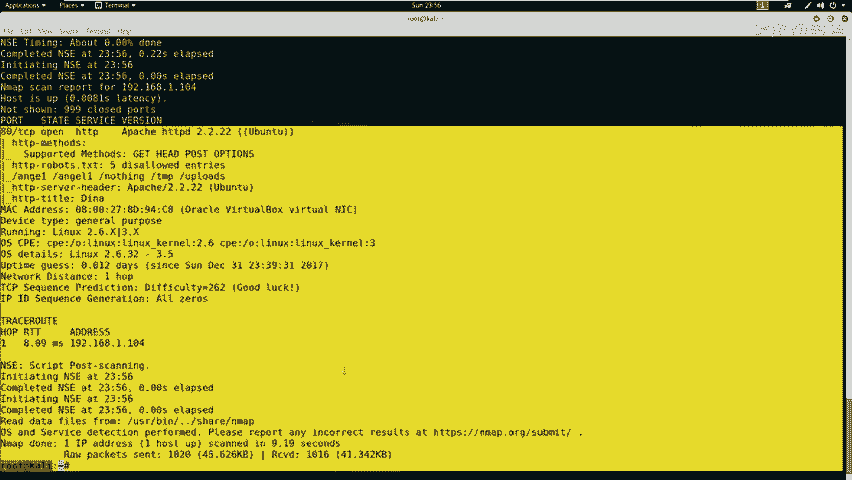 Applications Places Terminal Sun 23:56
root@kali: ~
File Edit View Search Terminal Help
NSE Timing: About 0.00% done
Completed NSE at 23:56, 0.22s elapsed
Initiating NSE at 23:56
Completed NSE at 23:56, 0.00s elapsed
Nmap scan report for 192.168.1.104
Host is up (0.0081s latency).
Not shown: 999 closed ports
PORT STATE SERVICE VERSION
80/tcp open http Apache httpd 2.2.22 ((Ubuntu))
| http-methods:
|_ Supported Methods: GET HEAD POST OPTIONS
| http-robots.txt: 5 disallowed entries
|_/ange1 /angel1 /nothing /tmp /uploads
|_http-server-header: Apache/2.2.22 (Ubuntu)
|_http-title: Dina
MAC Address: 08:00:27:8D:94:C8 (Oracle VirtualBox virtual NIC)
Device type: general purpose
Running: Linux 2.6.X|3.X
OS CPE: cpe:/o:linux:linux_kernel:2.6 cpe:/o:linux:linux_kernel:3
OS details: Linux 2.6.32 - 3.5
Uptime guess: 0.012 days (since Sun Dec 31 23:39:31 2017)
Network Distance: 1 hop
TCP Sequence Prediction: Difficulty=262 (Good luck!)
IP ID Sequence Generation: All zeros
TRACEROUTE
HOP RTT ADDRESS
1 8.09 ms 192.168.1.104
NSE: Script Post-scanning.
Initiating NSE at 23:56
Completed NSE at 23:56, 0.00s elapsed
Initiating NSE at 23:56
Completed NSE at 23:56, 0.00s elapsed
Read data files from: /usr/bin/../share/nmap
OS and Service detection performed. Please report any incorrect results at https://nmap.org/submit/ .
Nmap done: 1 IP address (1 host up) scanned in 9.19 seconds
Raw packets sent: 1020 (45.626KB) | Rcvd: 1016 (41.342KB)
root@kali:~#